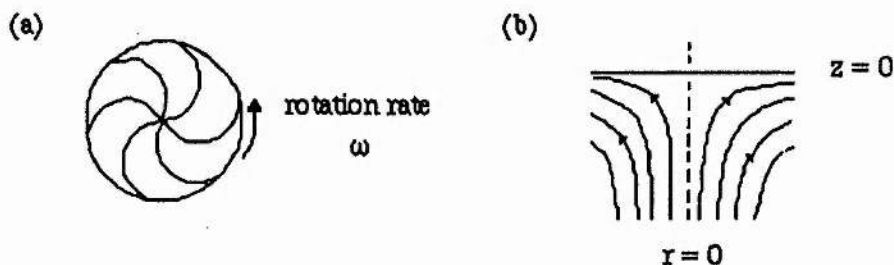 (a)
(b)
z = 0
rotation rate
ω
r = 0